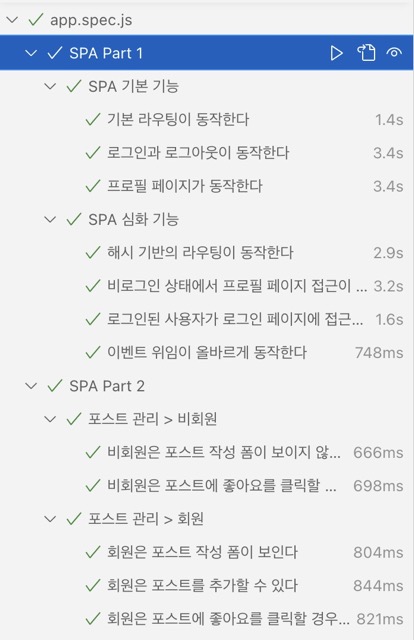 app.spec.js
SPA Part 1
SPA 기본 기능
기본 라우팅이 동작한다 1.4s
로그인과 로그아웃이 동작한다 3.4s
프로필 페이지가 동작한다 3.4s
SPA 심화 기능
해시 기반의 라우팅이 동작한다 2.9s
비로그인 상태에서 프로필 페이지 접근이 ... 3.2s
로그인된 사용자가 로그인 페이지에 접근... 1.6s
이벤트 위임이 올바르게 동작한다 748ms
SPA Part 2
포스트 관리 > 비회원
비회원은 포스트 작성 폼이 보이지 않... 666ms
비회원은 포스트에 좋아요를 클릭할 ... 698ms
포스트 관리 > 회원
회원은 포스트 작성 폼이 보인다 804ms
회원은 포스트를 추가할 수 있다 844ms
회원은 포스트에 좋아요를 클릭할 경우... 821ms